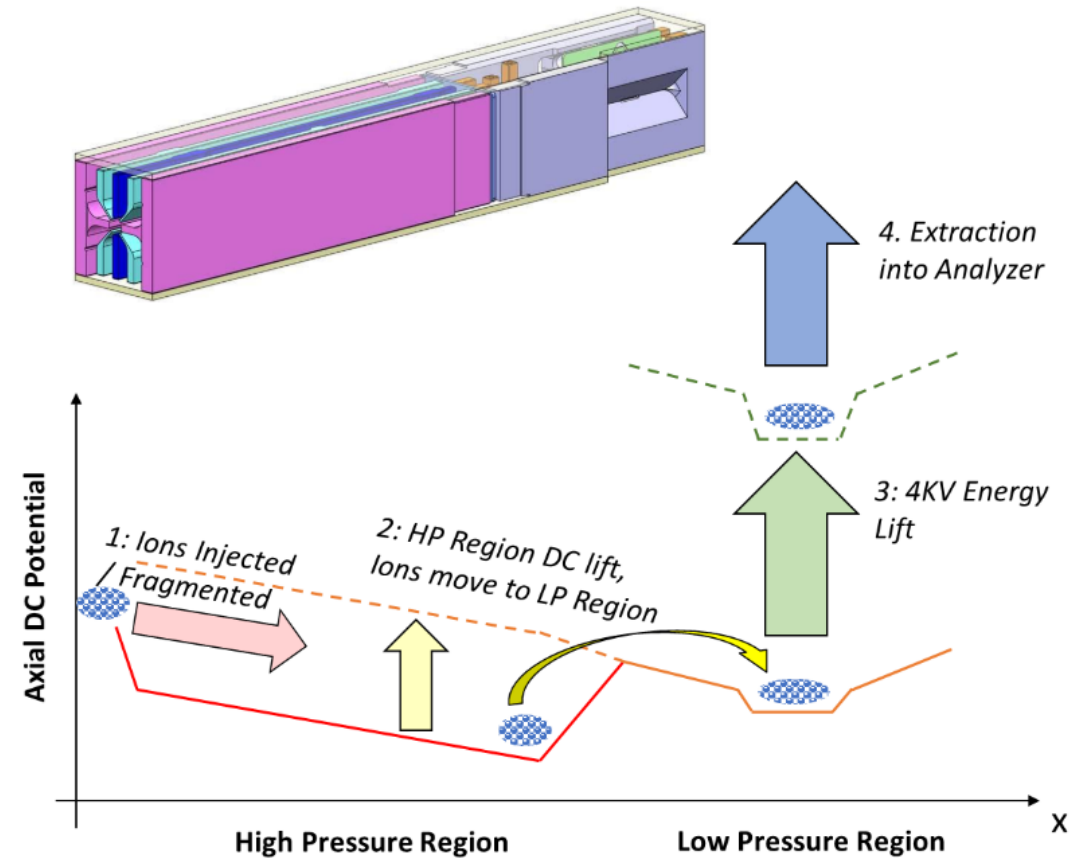 4. Extraction
into Analyzer
3: 4KV Energy
Lift
2: HP Region DC lift,
Ions move to LP Region
1: Ions Injected
/ Fragmented
Axial DC Potential
X
High Pressure Region
Low Pressure Region